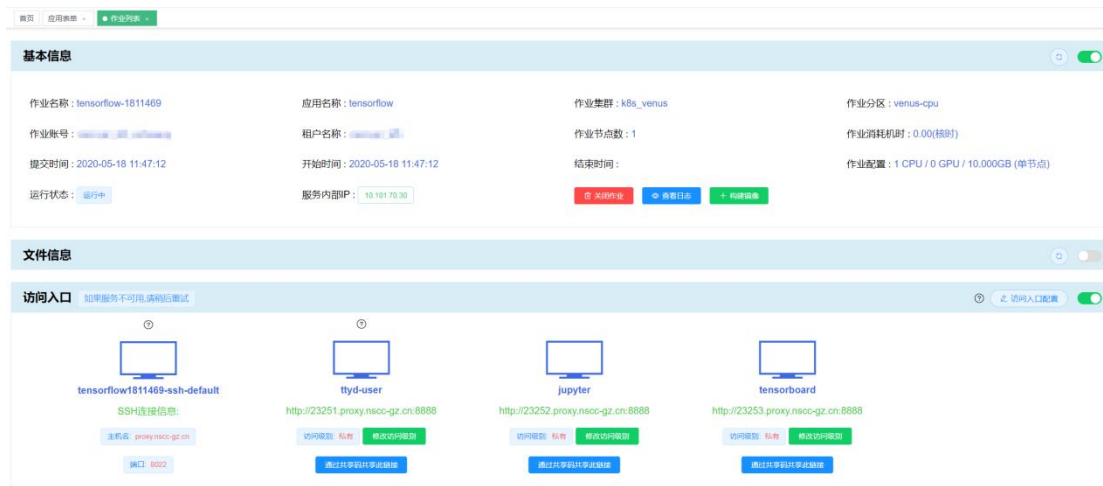 首页 应用表单 × ● 作业列表 ×
基本信息
作业名称 : tensorflow-1811469 应用名称 : tensorflow 作业集群 : k8s_venus 作业分区 : venus-cpu
作业账号 : 租户名称 : 作业节点数 : 1 作业消耗机时 : 0.00(核时)
提交时间 : 2020-05-18 11:47:12 开始时间 : 2020-05-18 11:47:12 结束时间 : 作业配置 : 1 CPU / 0 GPU / 10.000GB (单节点)
运行状态 : 运行中 服务内部IP : 10.101.70.30 关闭作业 查看日志 + 构建镜像
文件信息
访问入口 如果服务不可用,请稍后重试 访问入口配置
tensorflow1811469-ssh-default ttyd-user jupyter tensorboard
SSH连接信息: http://23251.proxy.nscc-gz.cn:8888 http://23252.proxy.nscc-gz.cn:8888 http://23253.proxy.nscc-gz.cn:8888
主机名: proxy.nscc-gz.cn 访问级别: 私有 修改访问级别 访问级别: 私有 修改访问级别 访问级别: 私有 修改访问级别
端口: 8022 通过共享码共享此链接 通过共享码共享此链接 通过共享码共享此链接